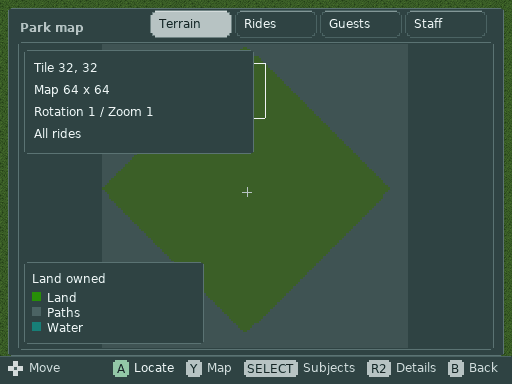 Park map
Terrain
Rides
Guests
Staff
Tile 32, 32
Map 64 x 64
Rotation 1 / Zoom 1
All rides
Land owned
Land
Paths
Water
Move
A Locate
Y Map
SELECT Subjects
R2 Details
B Back